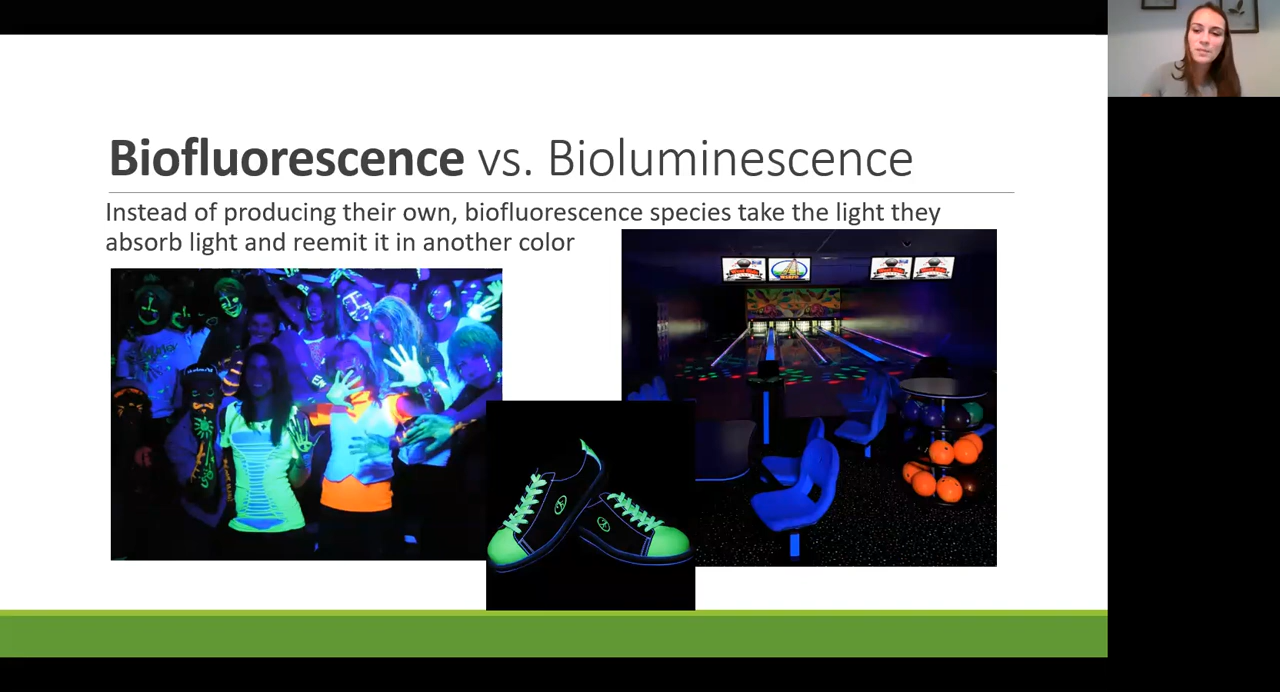 Biofluorescence vs. Bioluminescence
Instead of producing their own, biofluorescence species take the light they
absorb light and reemit it in another color